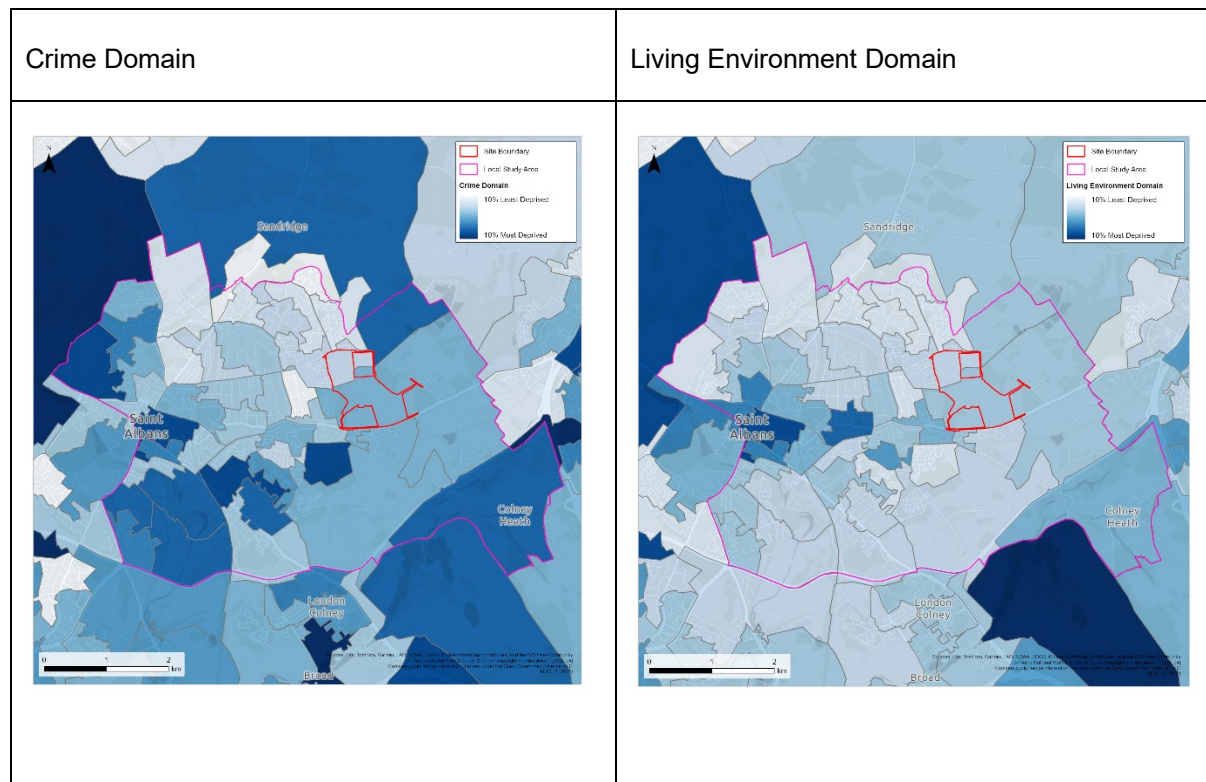 Crime Domain
Living Environment Domain
N
Site Boundary
Local Study Area
Crime Domain
10% Least Deprived
10% Most Deprived
Sandridge
Saint
Albans
Colney
Heath
London
Colney
Broad
0 1 2
km
N
Site Boundary
Local Study Area
Living Environment Domain
10% Least Deprived
10% Most Deprived
Sandridge
Saint
Albans
Colney
Heath
London
Colney
Broad
0 1 2
km